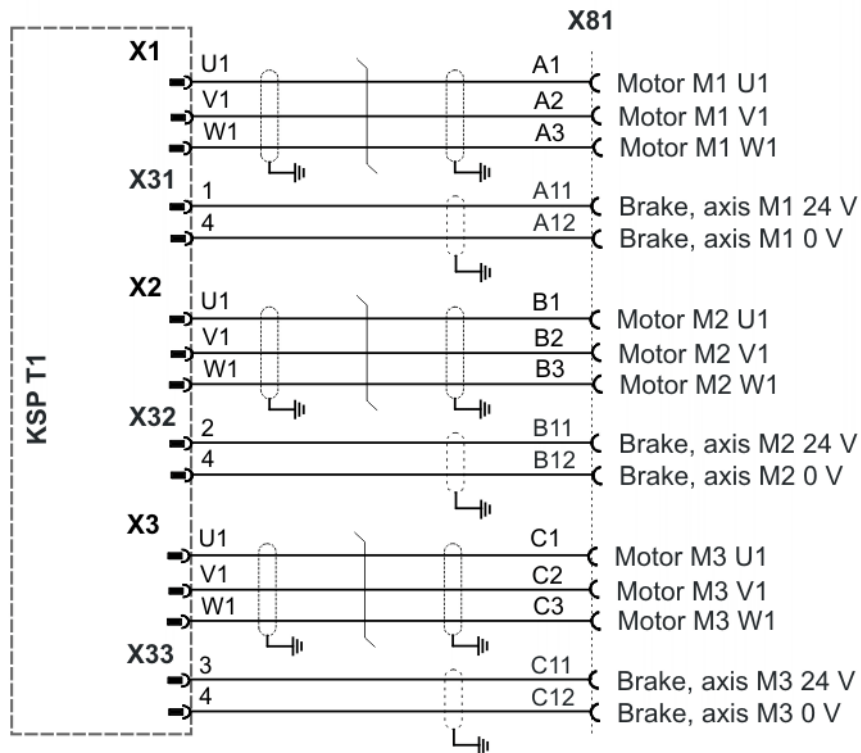 X81
X1
U1 A1 Motor M1 U1
V1 A2 Motor M1 V1
W1 A3 Motor M1 W1
X31
1 A11 Brake, axis M1 24 V
4 A12 Brake, axis M1 0 V
X2
U1 B1 Motor M2 U1
V1 B2 Motor M2 V1
W1 B3 Motor M2 W1
KSP T1
X32
2 B11 Brake, axis M2 24 V
4 B12 Brake, axis M2 0 V
X3
U1 C1 Motor M3 U1
V1 C2 Motor M3 V1
W1 C3 Motor M3 W1
X33
3 C11 Brake, axis M3 24 V
4 C12 Brake, axis M3 0 V